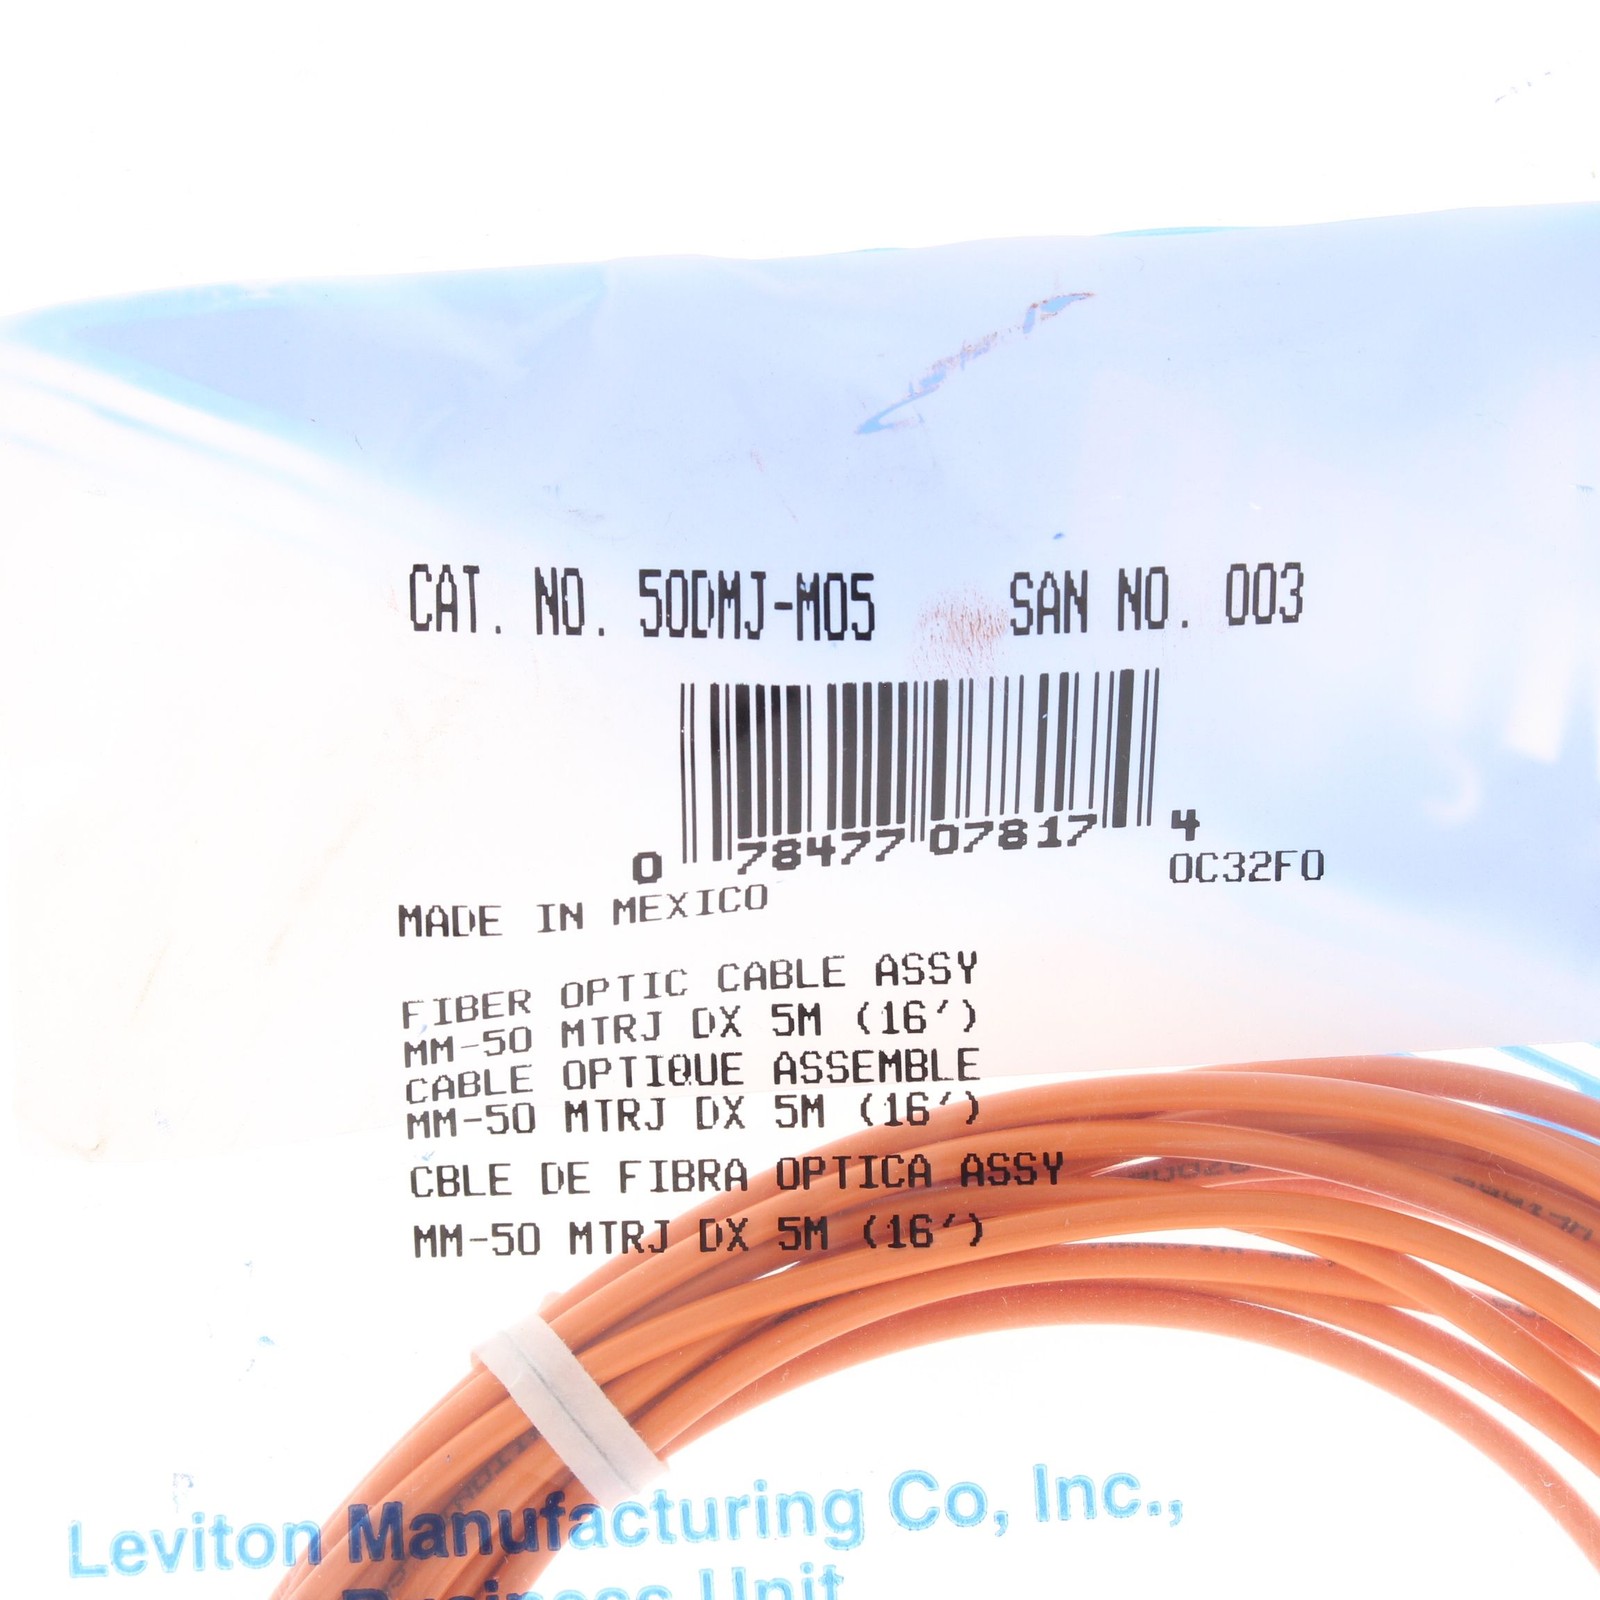 CAT. NO. 50DMJ-M05 SAN NO. 003
0 78477 07817 4
0C32F0
MADE IN MEXICO
FIBER OPTIC CABLE ASSY
MM-50 MTRJ DX 5M (16')
CABLE OPTIQUE ASSEMBLE
MM-50 MTRJ DX 5M (16')
CBLE DE FIBRA OPTICA ASSY
MM-50 MTRJ DX 5M (16')
Leviton Manufacturing Co, Inc.,
Business Unit